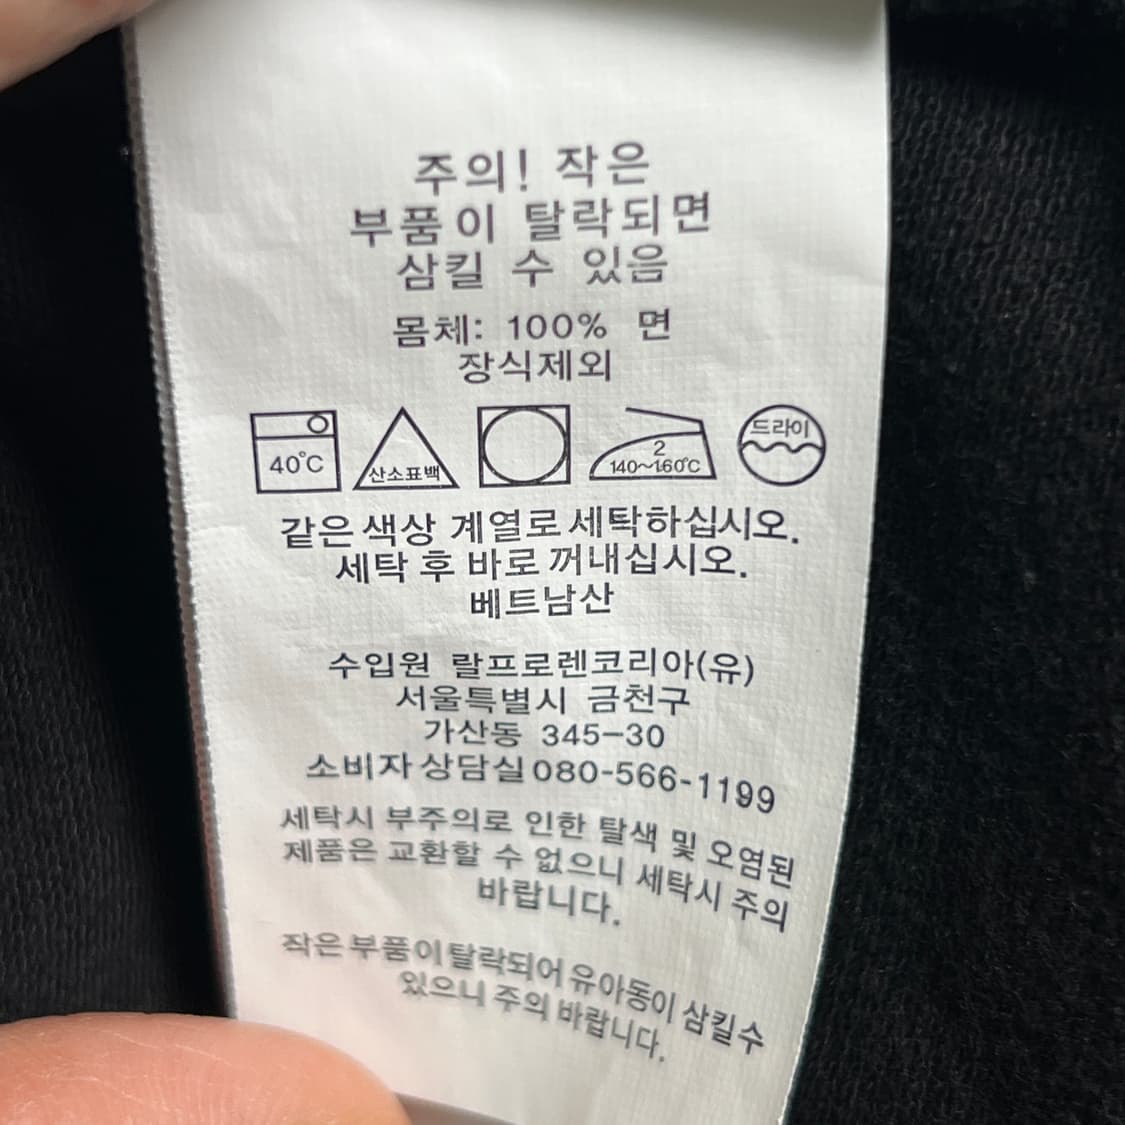 주의! 작은
부품이 탈락되면
삼킬 수 있음
몸체: 100% 면
장식제외
40℃ 산소표백 2 140~160℃ 드라이
같은 색상 계열로 세탁하십시오.
세탁 후 바로 꺼내십시오.
베트남산
수입원 랄프로렌코리아(유)
서울특별시 금천구
가산동 345-30
소비자 상담실 080-566-1199
세탁시 부주의로 인한 탈색 및 오염된
제품은 교환할 수 없으니 세탁시 주의
바랍니다.
작은 부품이 탈락되어 유아동이 삼킬수
있으니 주의 바랍니다.